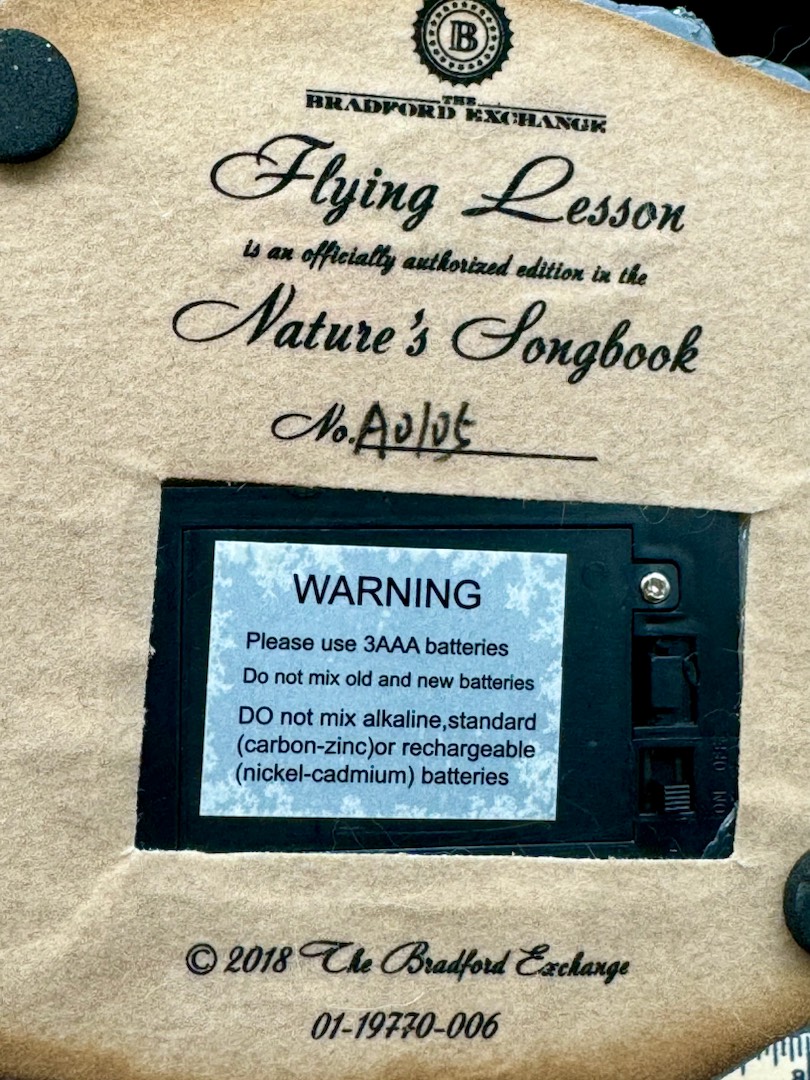 B
THE
BRADFORD EXCHANGE
Flying Lesson
is an officially authorized edition in the
Nature's Songbook
No. A0105
WARNING
Please use 3AAA batteries
Do not mix old and new batteries
DO not mix alkaline,standard
(carbon-zinc)or rechargeable
(nickel-cadmium) batteries
ON OFF
© 2018 The Bradford Exchange
01-19770-006